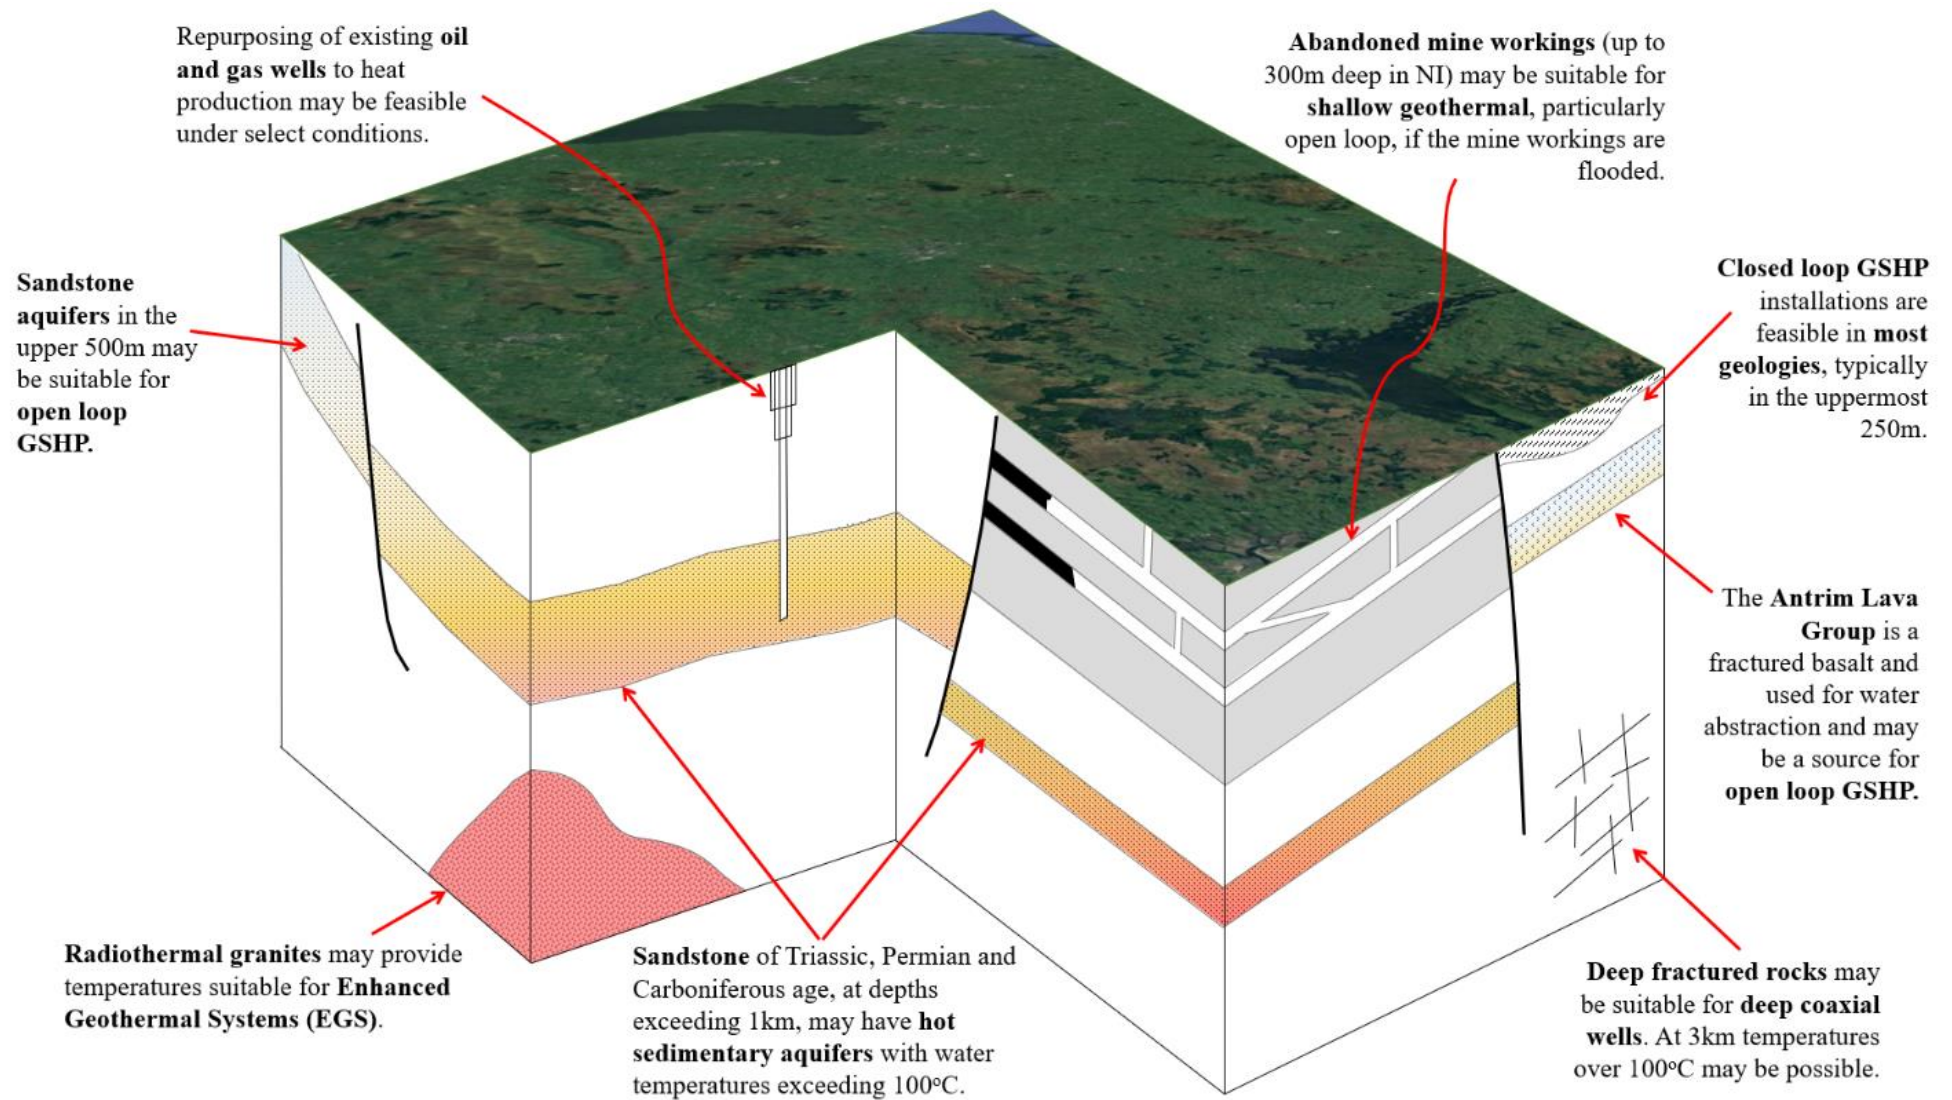 Repurposing of existing oil
and gas wells to heat
production may be feasible
under select conditions.
Abandoned mine workings (up to
300m deep in NI) may be suitable for
shallow geothermal, particularly
open loop, if the mine workings are
flooded.
Sandstone
aquifers in the
upper 500m may
be suitable for
open loop
GSHP.
Closed loop GSHP
installations are
feasible in most
geologies, typically
in the uppermost
250m.
The Antrim Lava
Group is a
fractured basalt and
used for water
abstraction and may
be a source for
open loop GSHP.
Radiothermal granites may provide
temperatures suitable for Enhanced
Geothermal Systems (EGS).
Sandstone of Triassic, Permian and
Carboniferous age, at depths
exceeding 1km, may have hot
sedimentary aquifers with water
temperatures exceeding 100°C.
Deep fractured rocks may
be suitable for deep coaxial
wells. At 3km temperatures
over 100°C may be possible.